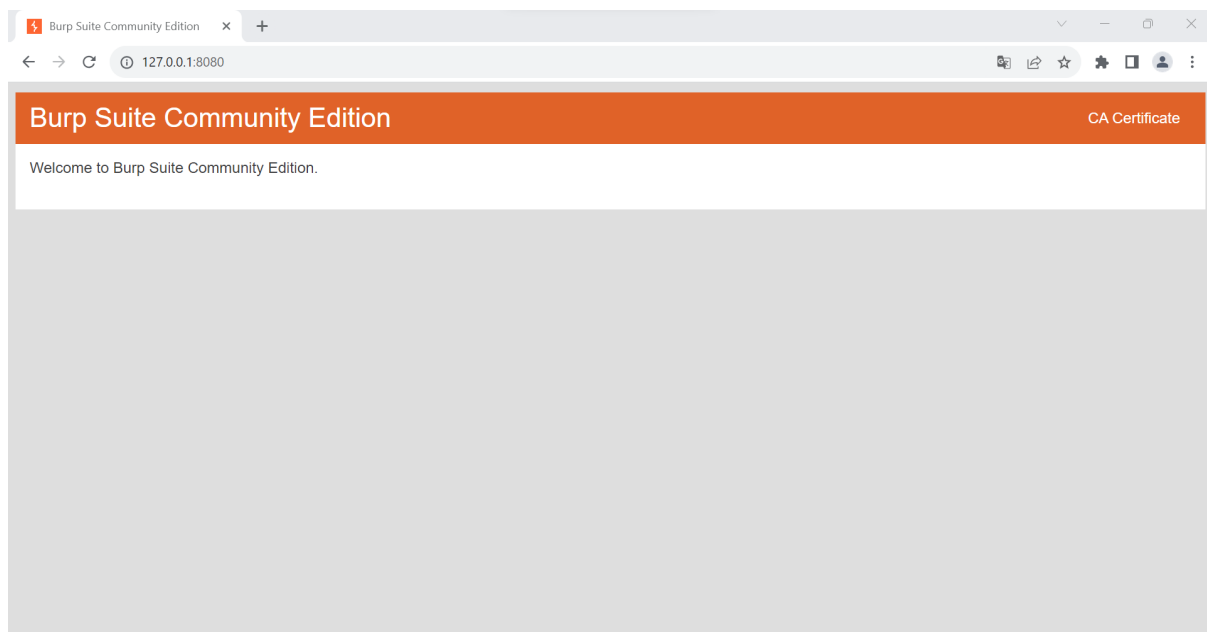 Burp Suite Community Edition
127.0.0.1:8080
Burp Suite Community Edition
CA Certificate
Welcome to Burp Suite Community Edition.